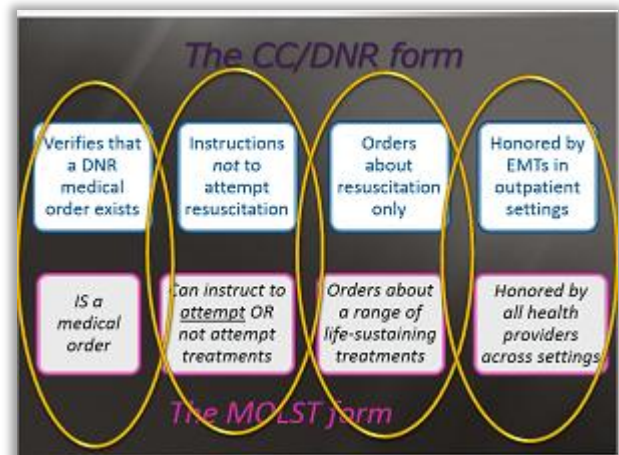 The CC/DNR form
Verifies that
a DNR
medical
order exists
Instructions
not to
attempt
resuscitation
Orders
about
resuscitation
only
Honored by
EMTs in
outpatient
settings
IS a
medical
order
Can instruct to
attempt OR
not attempt
treatments
Orders about
a range of
life-sustaining
treatments
Honored by
all health
providers
across settings
The MOLST form